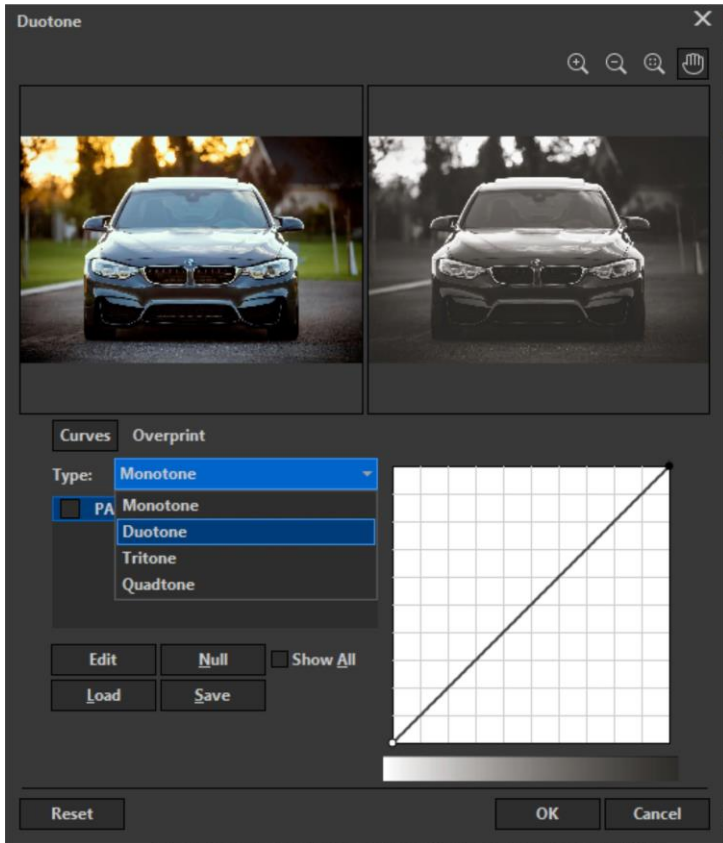 Duotone
Curves Overprint
Type: Monotone
PA Monotone
Duotone
Tritone
Quadtone
Edit Null Show All
Load Save
Reset OK Cancel